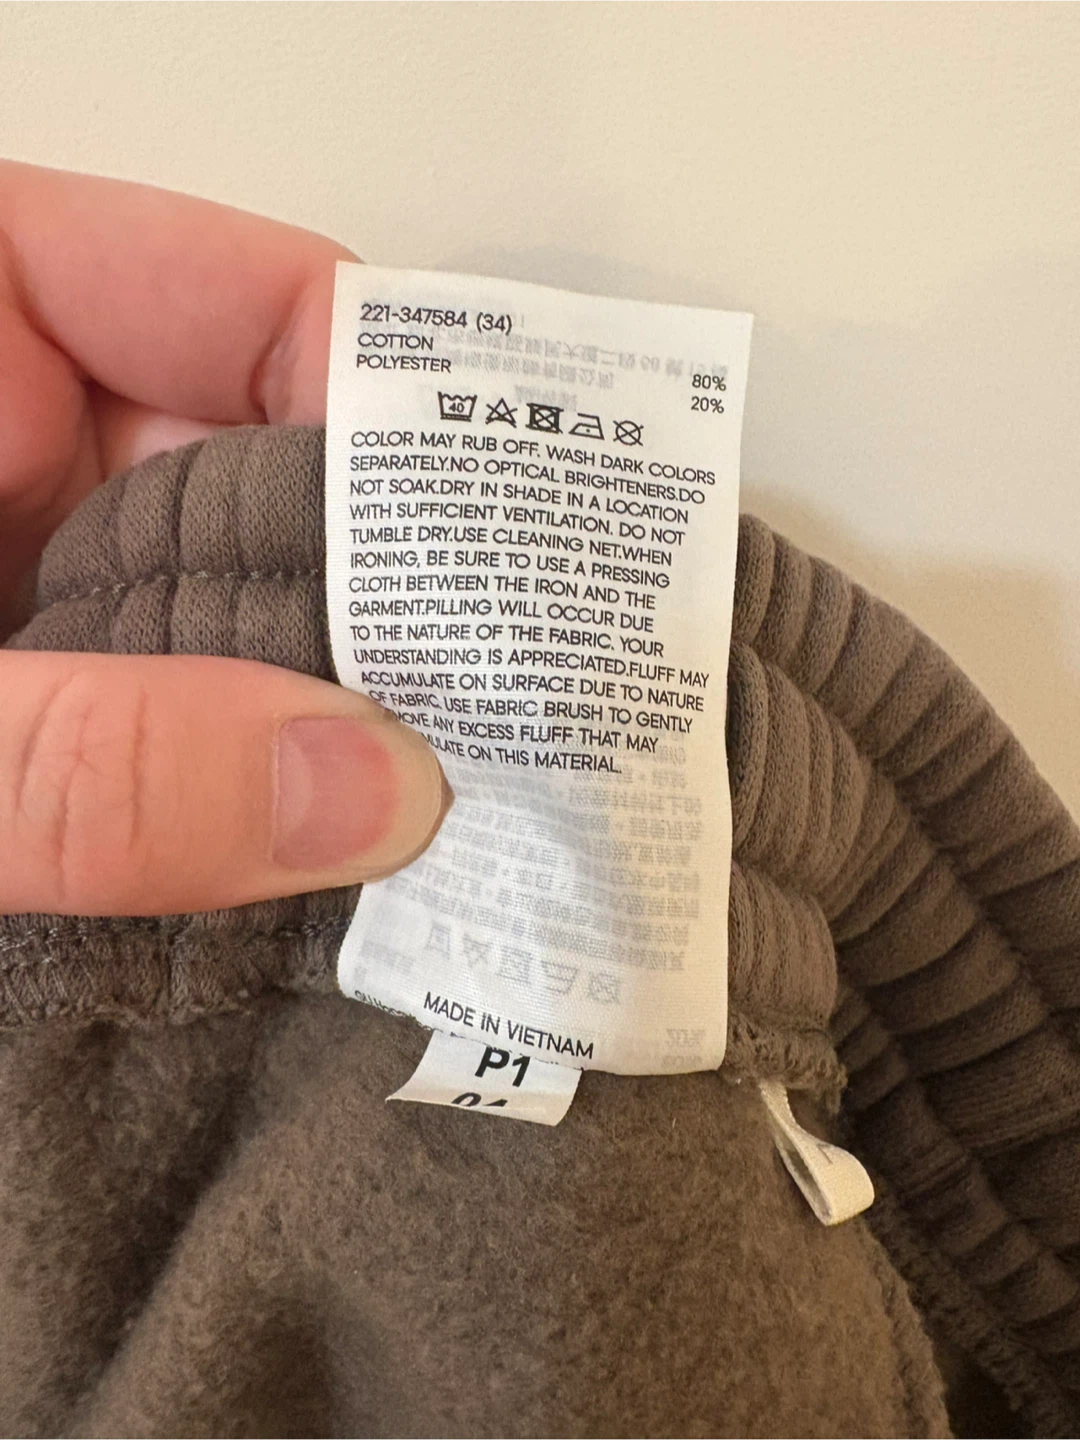 221-347584 (34)
COTTON 80%
POLYESTER 20%
40
COLOR MAY RUB OFF. WASH DARK COLORS
SEPARATELY.NO OPTICAL BRIGHTENERS.DO
NOT SOAK.DRY IN SHADE IN A LOCATION
WITH SUFFICIENT VENTILATION. DO NOT
TUMBLE DRY.USE CLEANING NET.WHEN
IRONING, BE SURE TO USE A PRESSING
CLOTH BETWEEN THE IRON AND THE
GARMENT.PILLING WILL OCCUR DUE
TO THE NATURE OF THE FABRIC. YOUR
UNDERSTANDING IS APPRECIATED.FLUFF MAY
ACCUMULATE ON SURFACE DUE TO NATURE
OF FABRIC. USE FABRIC BRUSH TO GENTLY
MOVE ANY EXCESS FLUFF THAT MAY
MULATE ON THIS MATERIAL.
MADE IN VIETNAM
P1